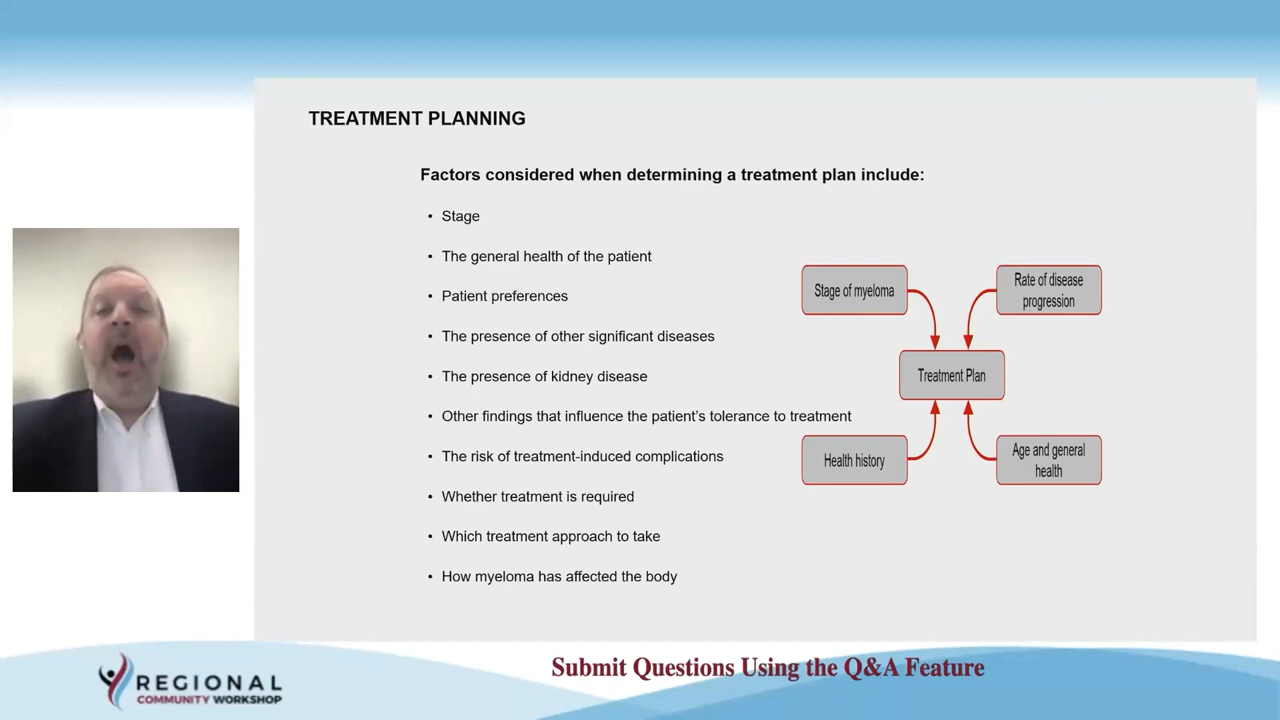 TREATMENT PLANNING
Factors considered when determining a treatment plan include:
• Stage
• The general health of the patient
• Patient preferences
• The presence of other significant diseases
• The presence of kidney disease
• Other findings that influence the patient's tolerance to treatment
• The risk of treatment-induced complications
• Whether treatment is required
• Which treatment approach to take
• How myeloma has affected the body
Stage of myeloma
Rate of disease
progression
Treatment Plan
Health history
Age and general
health
REGIONAL
COMMUNITY WORKSHOP
Submit Questions Using the Q&A Feature